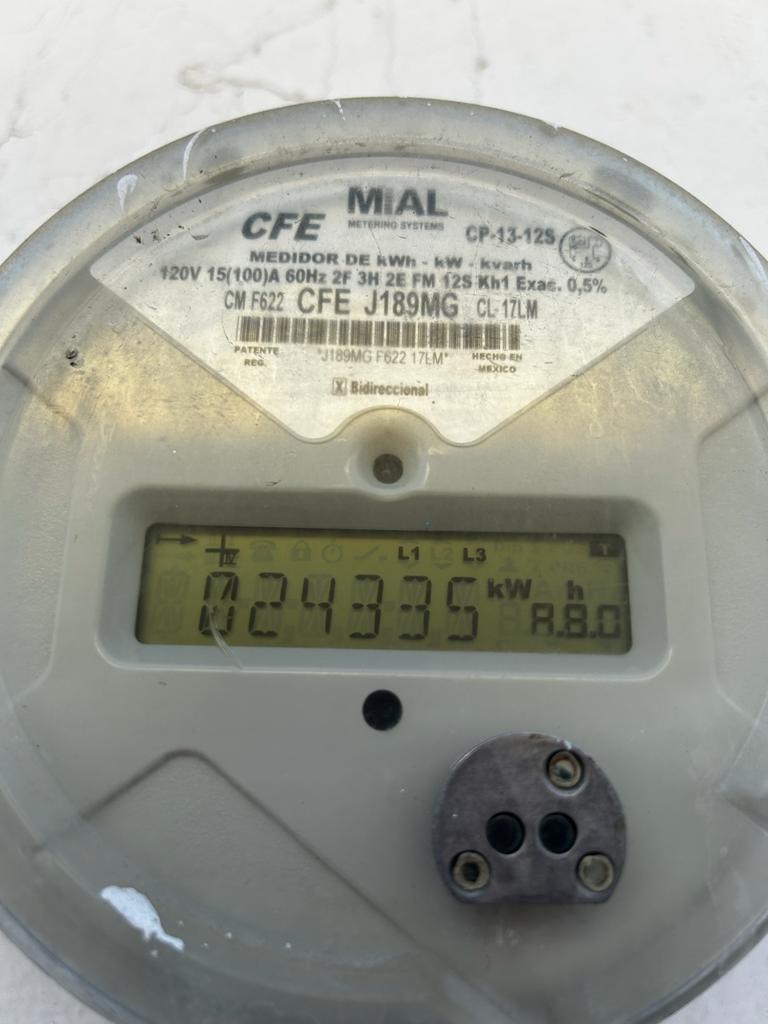 MIAL
METERING SYSTEMS
CFE
CP-13-12S
MEDIDOR DE kWh - kW - kvarh
120V 15(100)A 60Hz 2F 3H 2E FM 12S Kh1 Exac. 0,5%
CM F622 CFE J189MG CL 17LM
PATENTE
REG.
*J189MG F622 17LM*
HECHO EN
MEXICO
X Bidireccional
L1 L2 L3 T
024335 kW h
8.8.0